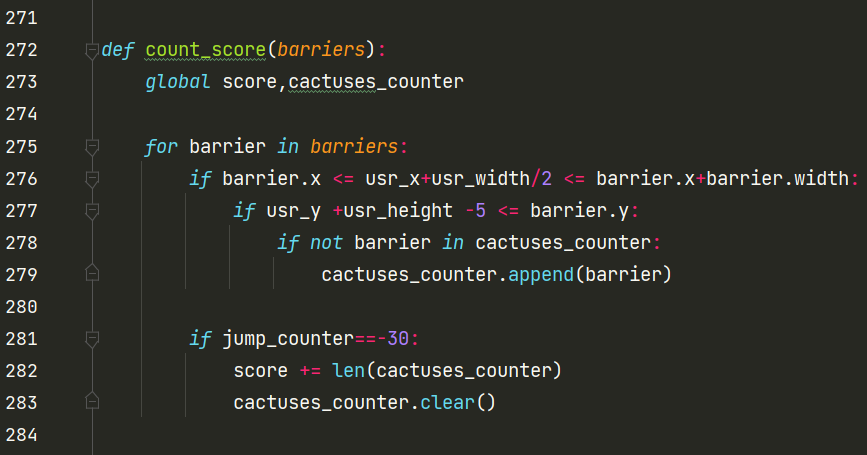 271
272 def count_score(barriers):
273     global score,cactuses_counter
274
275     for barrier in barriers:
276         if barrier.x <= usr_x+usr_width/2 <= barrier.x+barrier.width:
277             if usr_y +usr_height -5 <= barrier.y:
278                 if not barrier in cactuses_counter:
279                     cactuses_counter.append(barrier)
280
281         if jump_counter==-30:
282             score += len(cactuses_counter)
283             cactuses_counter.clear()
284